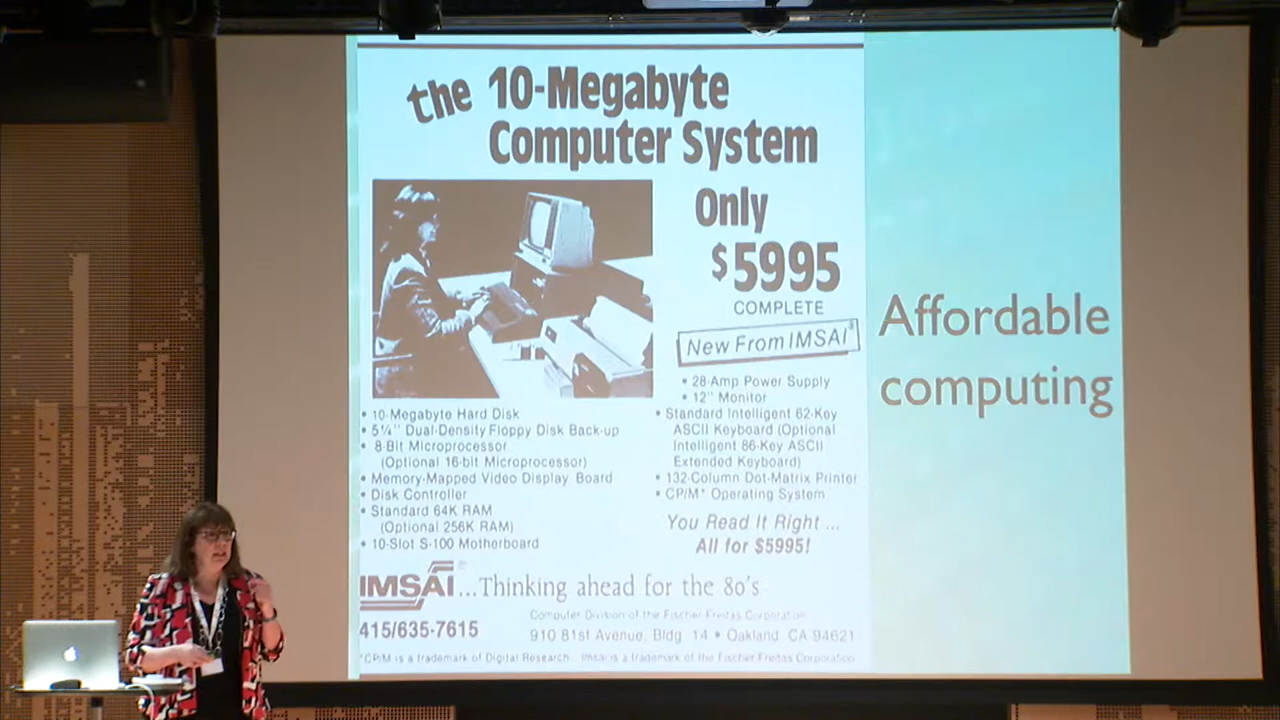 the 10-Megabyte
Computer System
Only
$5995
COMPLETE
New From IMSAI®
• 28-Amp Power Supply
• 12" Monitor
• Standard Intelligent 62-Key
ASCII Keyboard (Optional
Intelligent 86-Key ASCII
Extended Keyboard)
• 132-Column Dot-Matrix Printer
• CP/M* Operating System
You Read It Right ...
All for $5995!
• 10-Megabyte Hard Disk
• 5¼" Dual-Density Floppy Disk Back-up
• 8-Bit Microprocessor
(Optional 16-bit Microprocessor)
• Memory-Mapped Video Display Board
• Disk Controller
• Standard 64K RAM
(Optional 256K RAM)
• 10-Slot S-100 Motherboard
IMSAI® ...Thinking ahead for the 80's
415/635-7615
Computer Division of the Fischer-Freitas Corporation
910 81st Avenue, Bldg. 14 • Oakland, CA 94621
*CP/M is a trademark of Digital Research. Imsai is a trademark of the Fischer-Freitas Corporation.
Affordable
computing